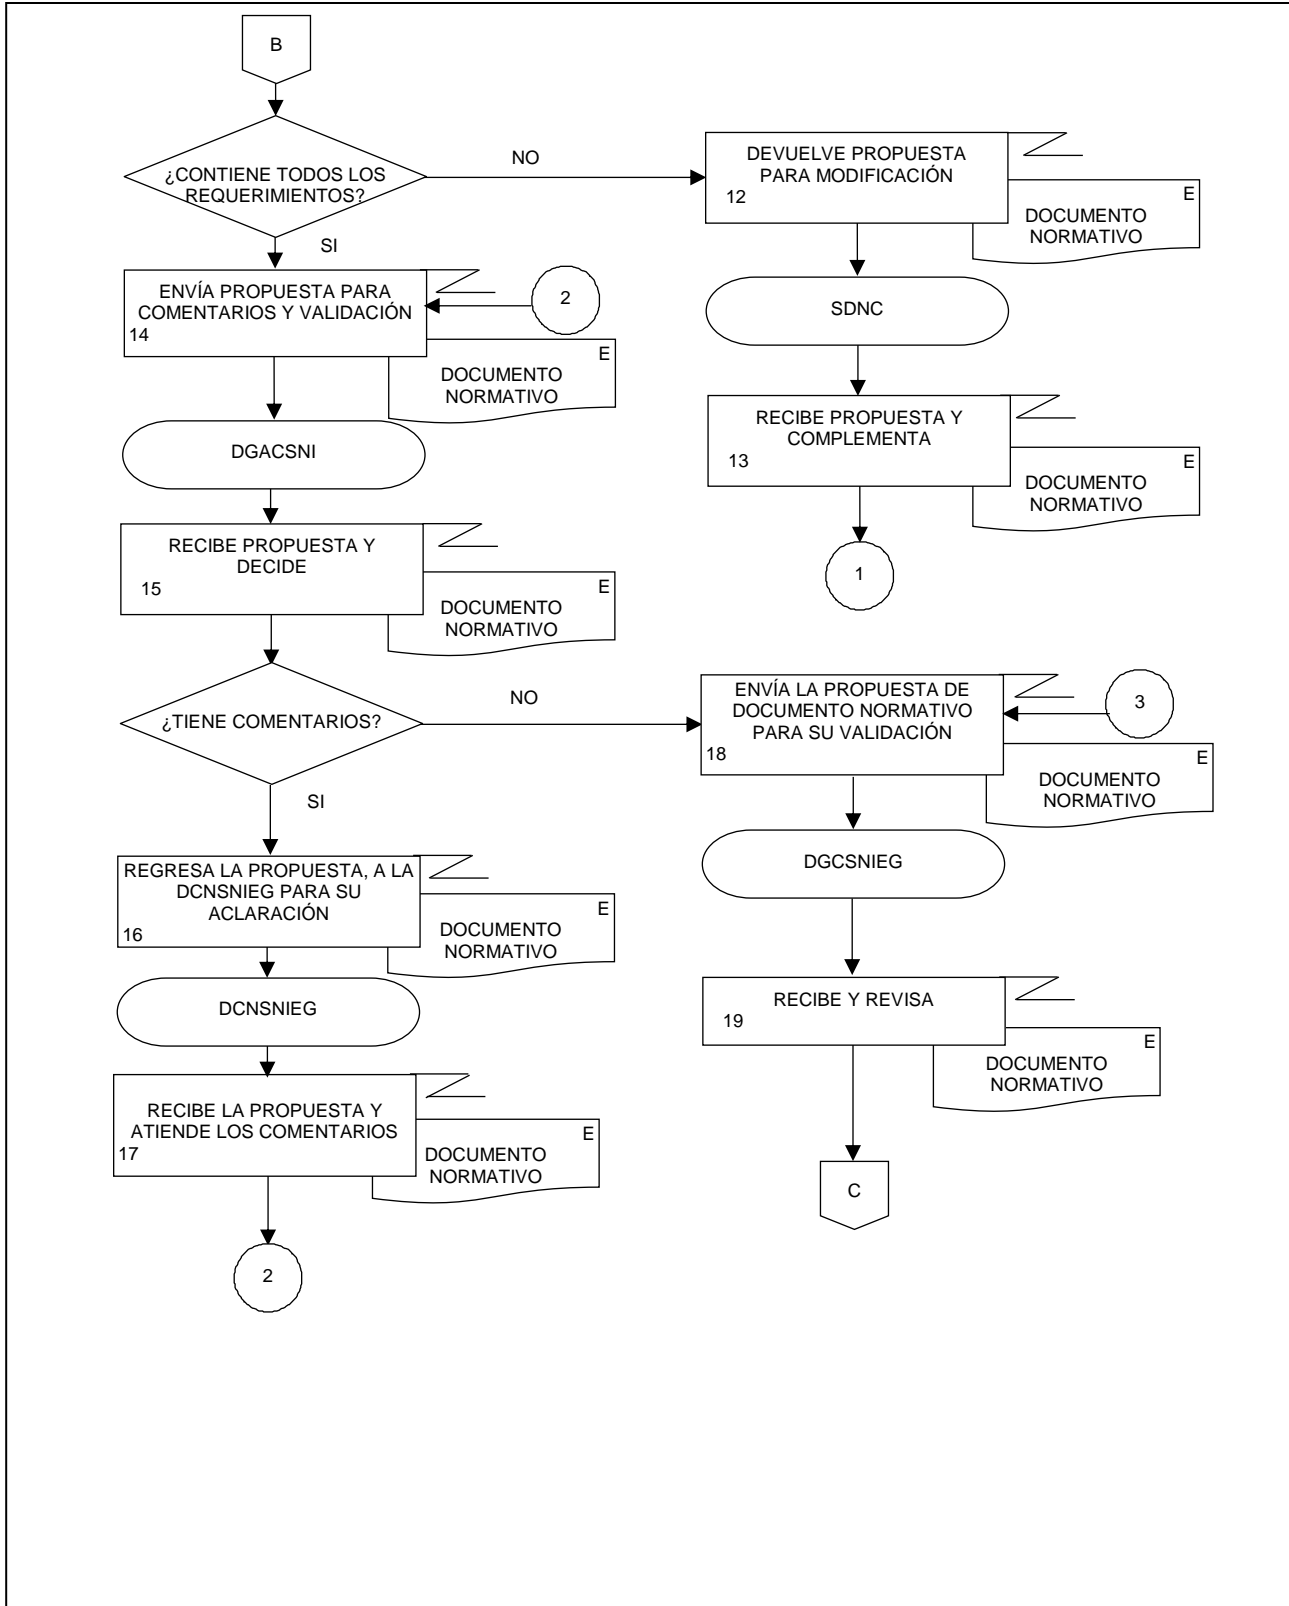 B
¿CONTIENE TODOS LOS
REQUERIMIENTOS?
NO
SI
DEVUELVE PROPUESTA
PARA MODIFICACIÓN
12
E
DOCUMENTO
NORMATIVO
SDNC
RECIBE PROPUESTA Y
COMPLEMENTA
13
E
DOCUMENTO
NORMATIVO
1
ENVÍA PROPUESTA PARA
COMENTARIOS Y VALIDACIÓN
14
2
E
DOCUMENTO
NORMATIVO
DGACSNI
RECIBE PROPUESTA Y
DECIDE
15
E
DOCUMENTO
NORMATIVO
¿TIENE COMENTARIOS?
NO
SI
REGRESA LA PROPUESTA, A LA
DCNSNIEG PARA SU
ACLARACIÓN
16
E
DOCUMENTO
NORMATIVO
DCNSNIEG
RECIBE LA PROPUESTA Y
ATIENDE LOS COMENTARIOS
17
E
DOCUMENTO
NORMATIVO
2
ENVÍA LA PROPUESTA DE
DOCUMENTO NORMATIVO
PARA SU VALIDACIÓN
18
3
E
DOCUMENTO
NORMATIVO
DGCSNIEG
RECIBE Y REVISA
19
E
DOCUMENTO
NORMATIVO
C